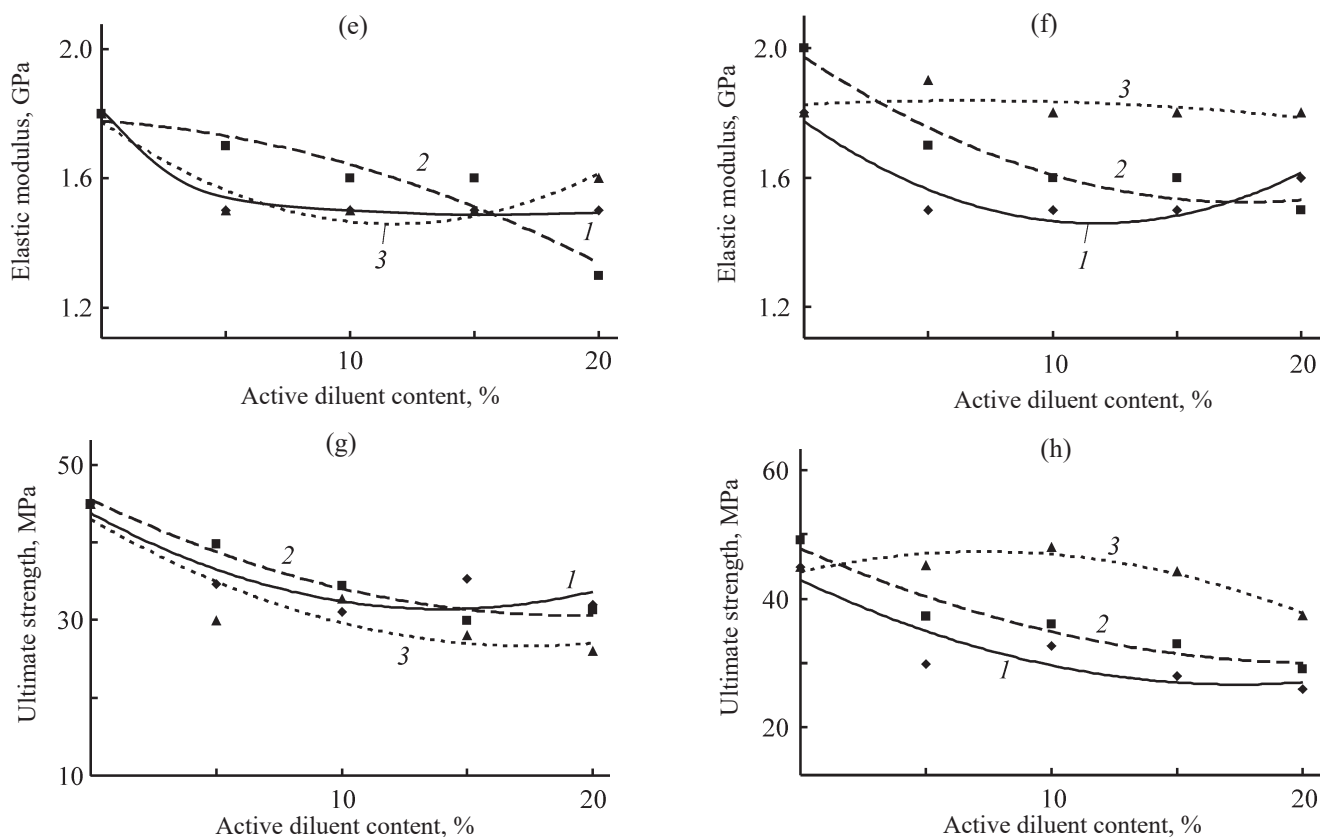 (e)
2.0
1.6
1.2
Elastic modulus, GPa
2
1
3
10
20
Active diluent content, %
(f)
2.0
1.6
1.2
Elastic modulus, GPa
3
2
1
10
20
Active diluent content, %
(g)
50
30
10
Ultimate strength, MPa
2
1
3
10
20
Active diluent content, %
(h)
60
40
20
Ultimate strength, MPa
3
2
1
10
20
Active diluent content, %